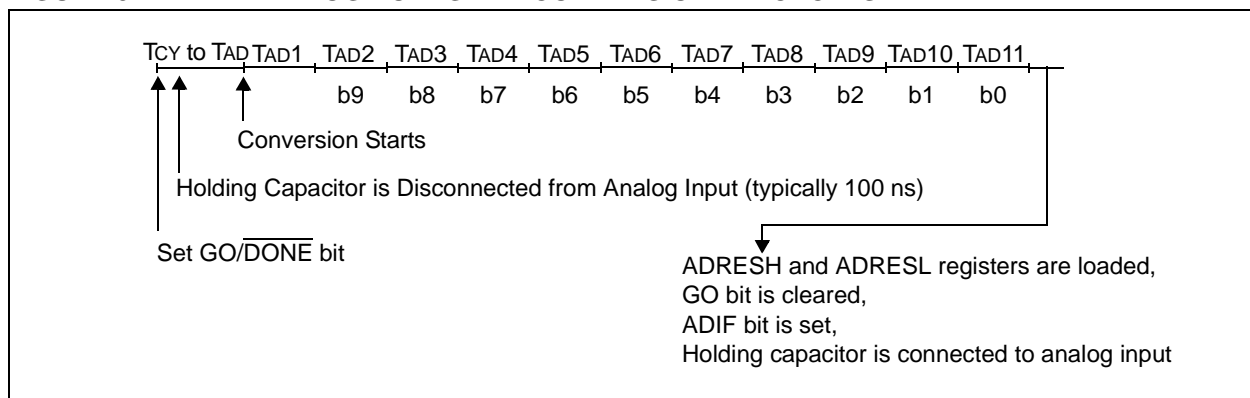 TCY to TAD TAD1 TAD2 TAD3 TAD4 TAD5 TAD6 TAD7 TAD8 TAD9 TAD10 TAD11
b9 b8 b7 b6 b5 b4 b3 b2 b1 b0
Conversion Starts
Holding Capacitor is Disconnected from Analog Input (typically 100 ns)
Set GO/DONE bit
ADRESH and ADRESL registers are loaded,
GO bit is cleared,
ADIF bit is set,
Holding capacitor is connected to analog input